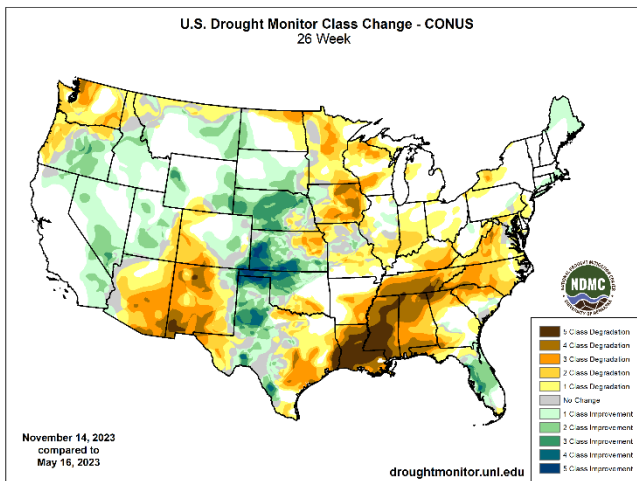 U.S. Drought Monitor Class Change - CONUS
26 Week
NDMC
5 Class Degradation
4 Class Degradation
3 Class Degradation
2 Class Degradation
1 Class Degradation
No Change
1 Class Improvement
2 Class Improvement
3 Class Improvement
4 Class Improvement
5 Class Improvement
November 14, 2023
compared to
May 16, 2023
droughtmonitor.unl.edu